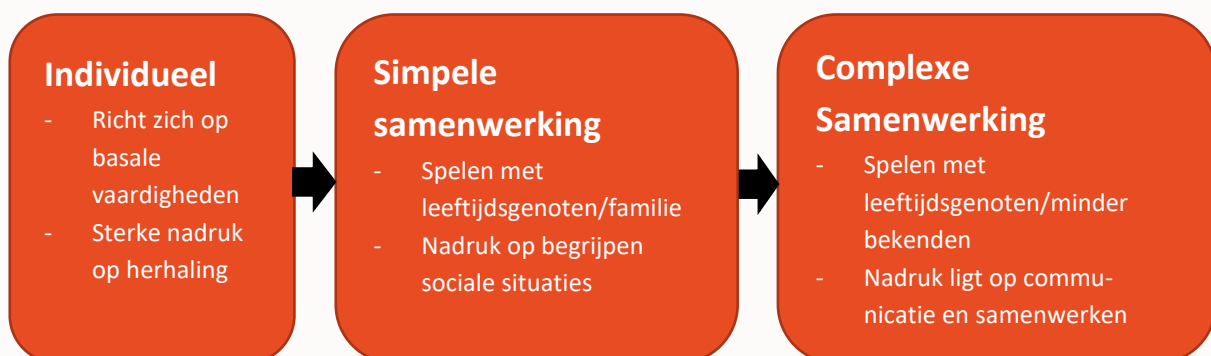 Individueel
- Richt zich op
basale
vaardigheden
- Sterke nadruk
op herhaling
Simpele
samenwerking
- Spelen met
leeftijdsgenoten/familie
- Nadruk op begrijpen
sociale situaties
Complexe
Samenwerking
- Spelen met
leeftijdsgenoten/minder
bekenden
- Nadruk ligt op commu-
nicatie en samenwerken